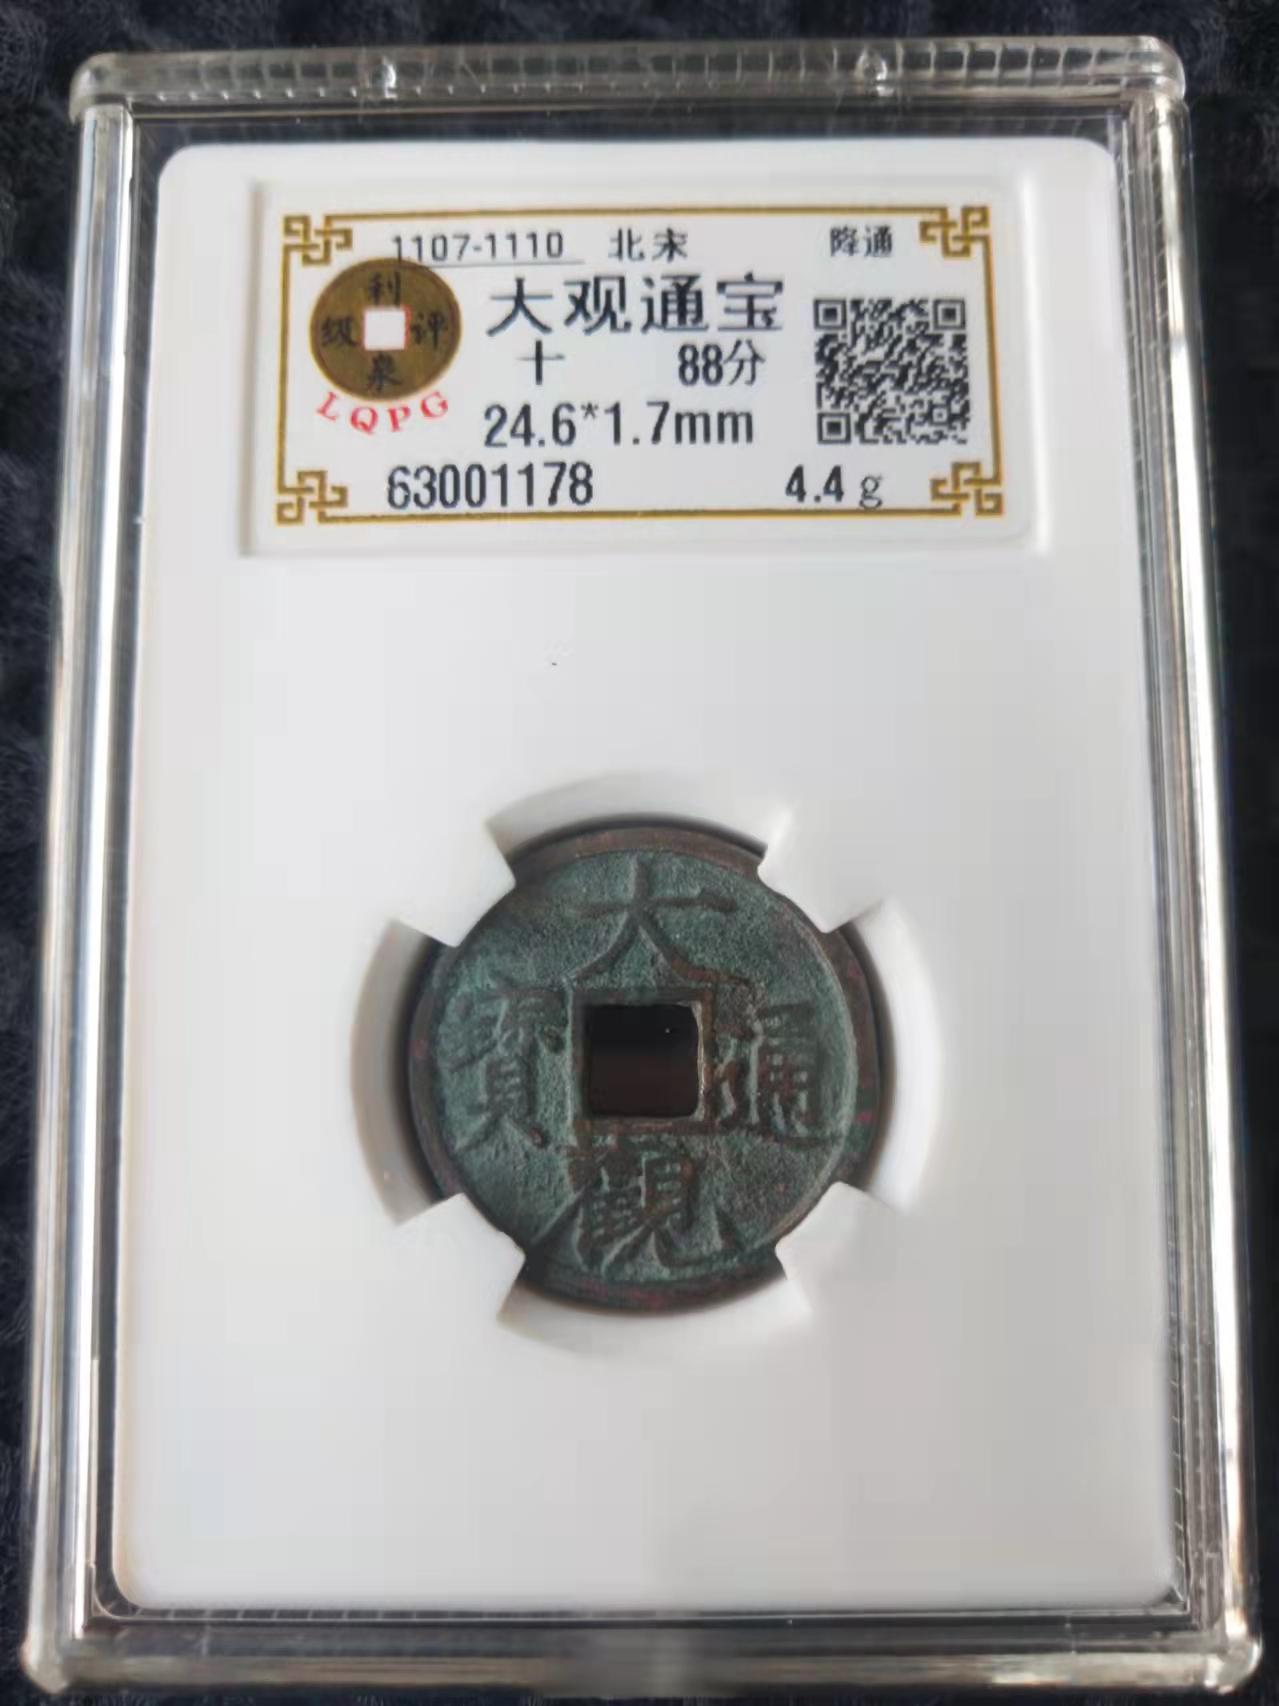 1107-1110 北宋 降通
利泉评级
LQPG
大观通宝
十 88分
24.6*1.7mm
63001178 4.4g
大觀通寶